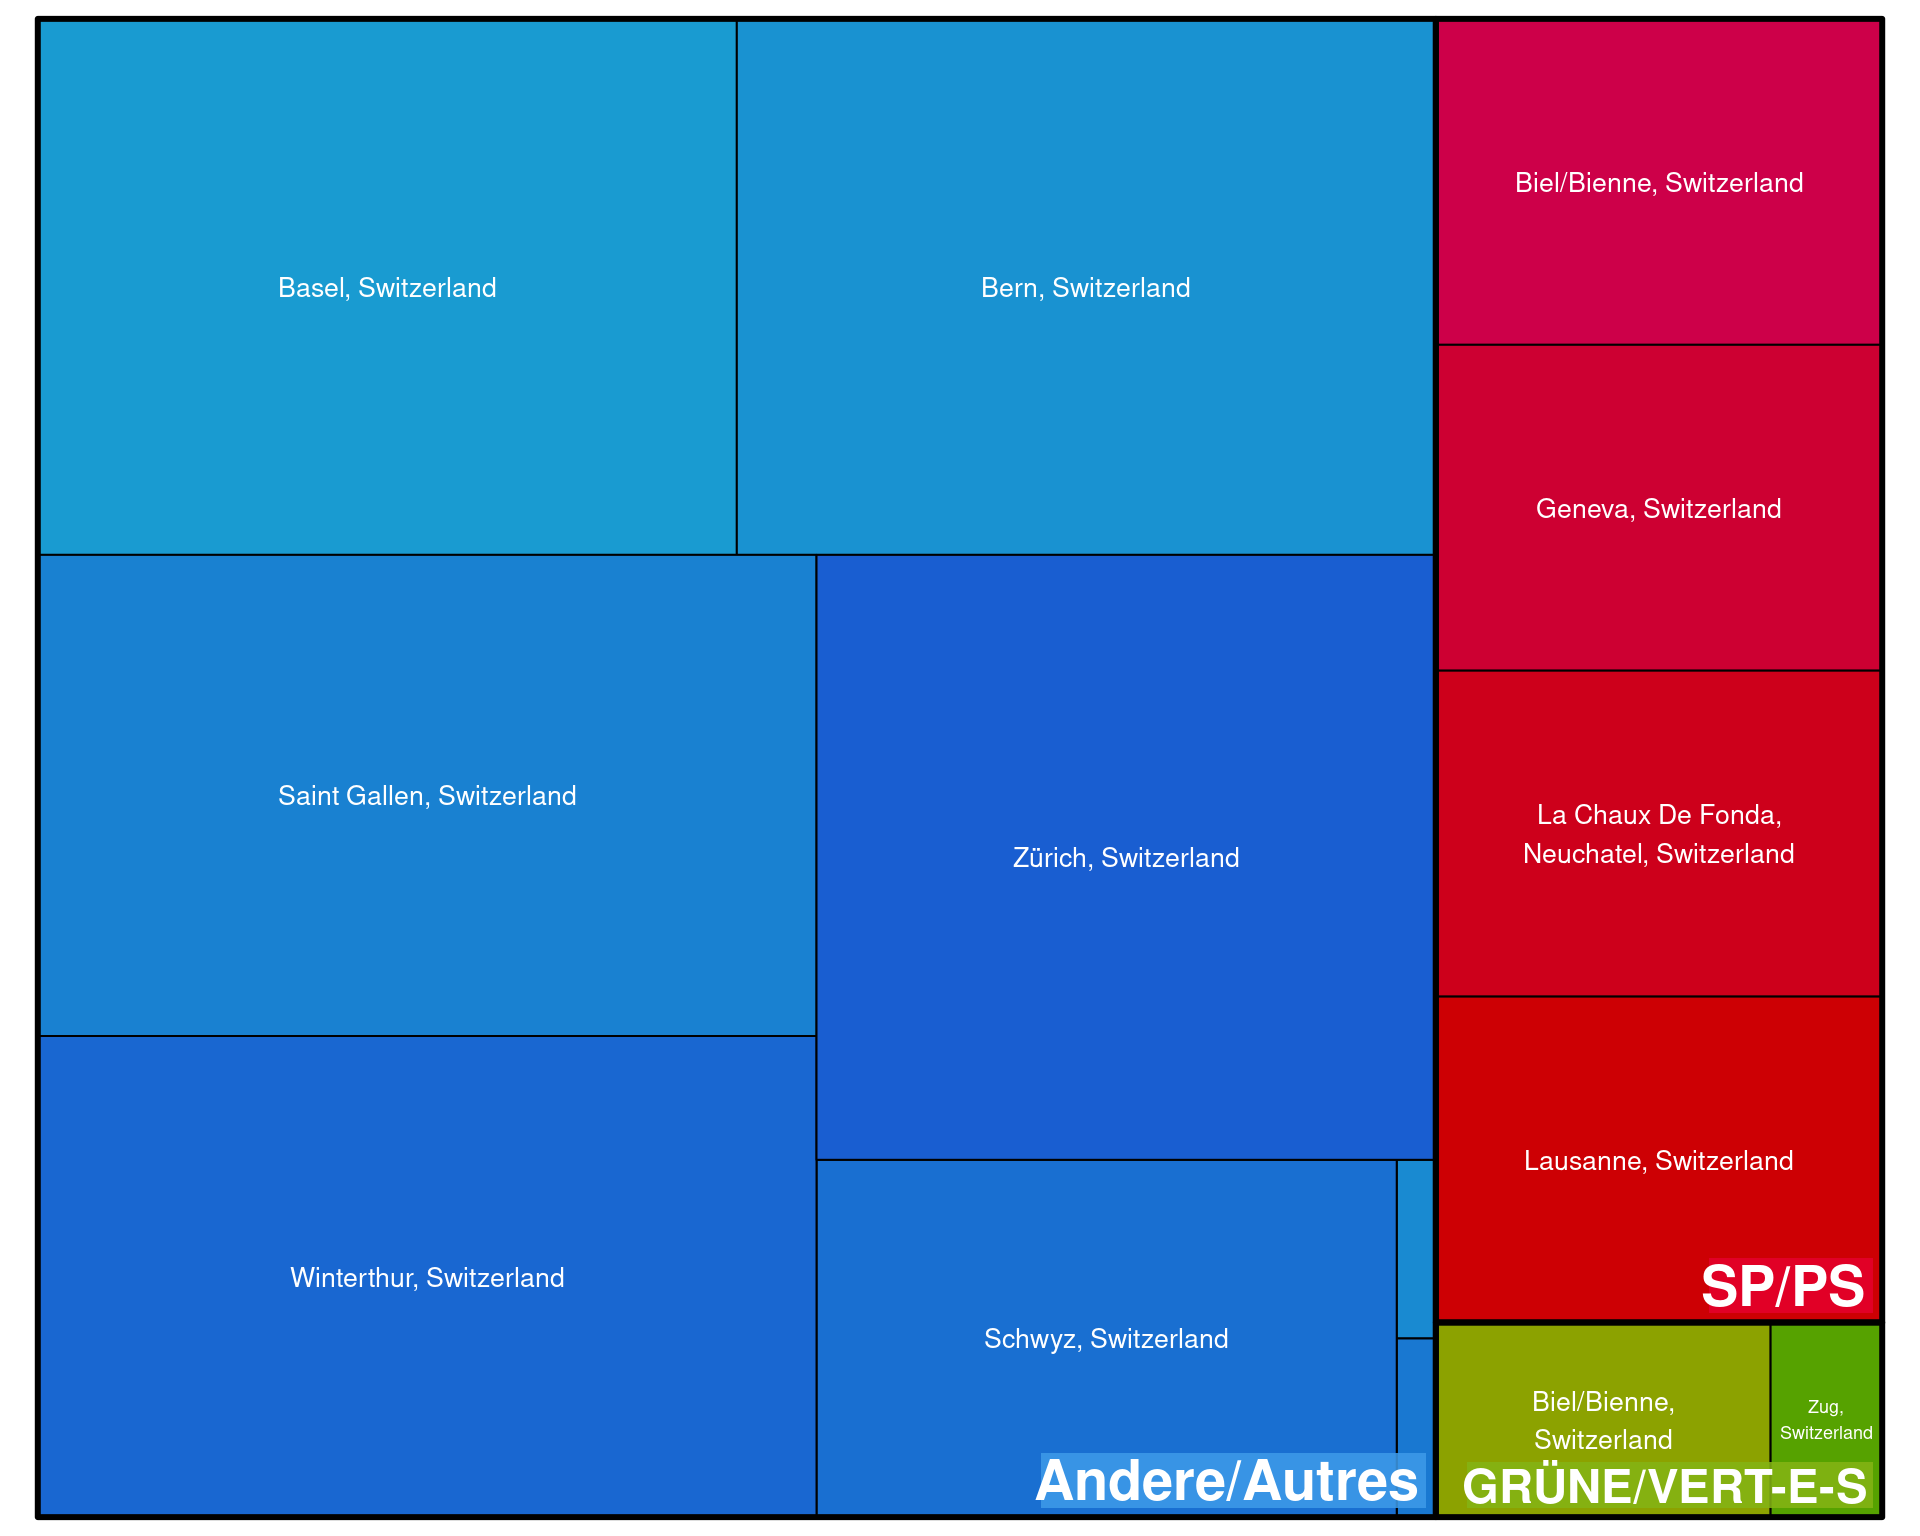 Basel, Switzerland
Bern, Switzerland
Saint Gallen, Switzerland
Zürich, Switzerland
Winterthur, Switzerland
Schwyz, Switzerland
Andere/Autres
Biel/Bienne, Switzerland
Geneva, Switzerland
La Chaux De Fonda,
Neuchatel, Switzerland
Lausanne, Switzerland
SP/PS
Biel/Bienne,
Switzerland
Zug,
Switzerland
GRÜNE/VERT-E-S